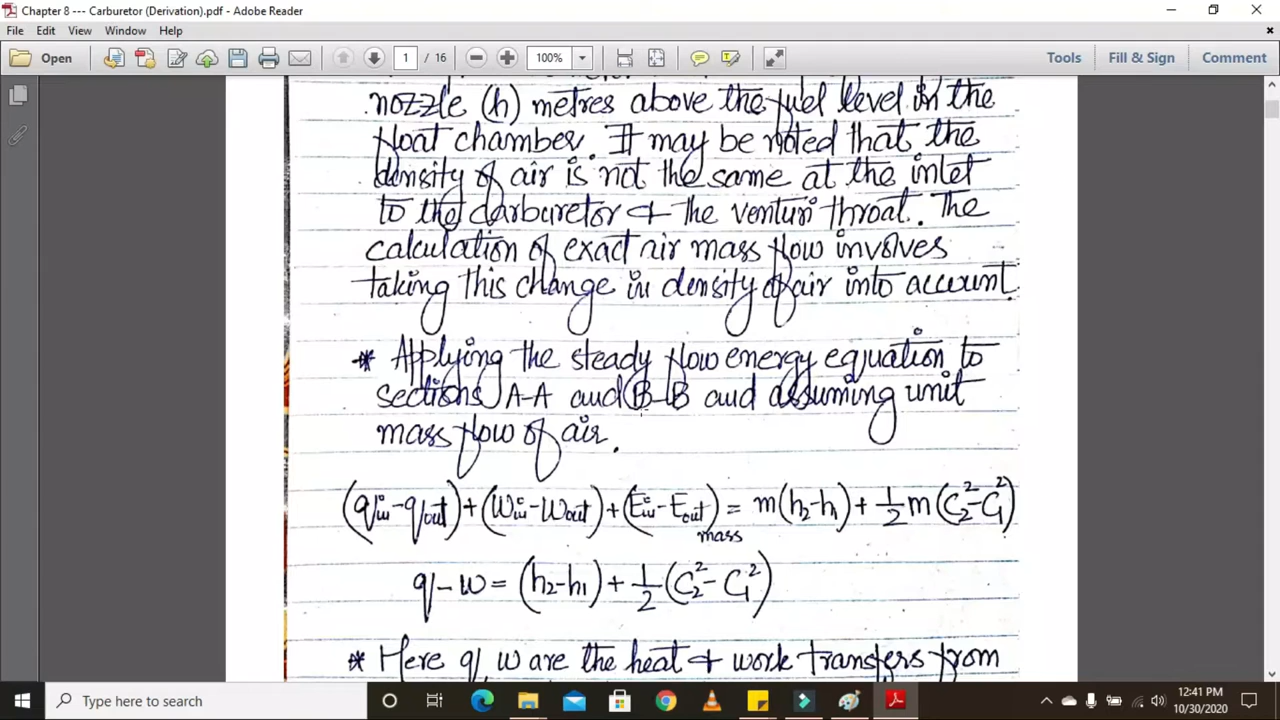 Chapter 8 --- Carburetor (Derivation).pdf - Adobe Reader
File Edit View Window Help
Open 1 / 16 100% Tools Fill & Sign Comment
nozzle (h) metres above the fuel level in the
float chamber. It may be noted that the
density of air is not the same at the inlet
to the carburetor & the venturi throat. The
calculation of exact air mass flow involves
taking this change in density of air into account.
* Applying the steady flow energy equation to
sections A-A and B-B and assuming unit
mass flow of air.
(qin-qout)+(Win-Wout)+(Ein-Eout)mass = m(h2-h1)+1/2 m(C2²-C1²)
q-w=(h2-h1)+1/2(C2²-C1²)
* Here q, w are the heat & work transfers from
Type here to search
12:41 PM
10/30/2020